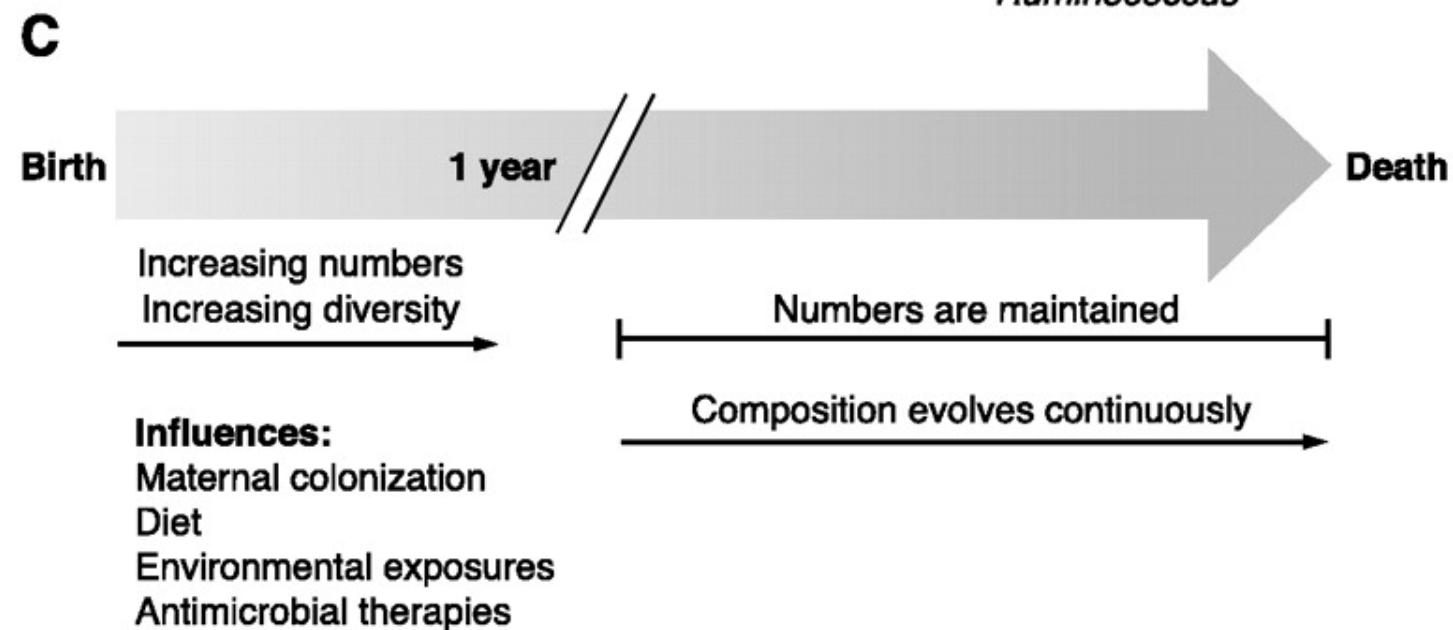 C
Birth
1 year
Death
Increasing numbers
Increasing diversity
Numbers are maintained
Composition evolves continuously
Influences:
Maternal colonization
Diet
Environmental exposures
Antimicrobial therapies